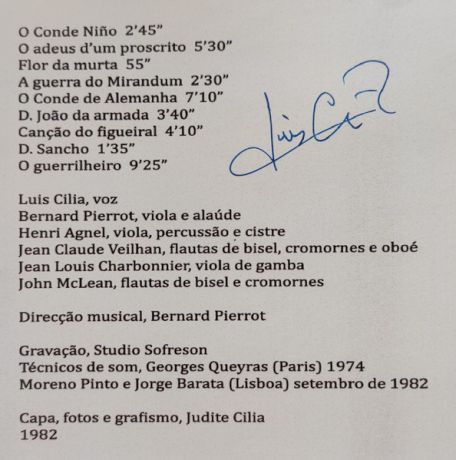 O Conde Niño 2'45”
O adeus d'um proscrito 5'30”
Flor da murta 55”
A guerra do Mirandum 2'30”
O Conde de Alemanha 7'10”
D. João da armada 3'40”
Canção do figueiral 4'10”
D. Sancho 1'35”
O guerrilheiro 9'25”
Luis Cilia
Luis Cilia, voz
Bernard Pierrot, viola e alaúde
Henri Agnel, viola, percussão e cistre
Jean Claude Veilhan, flautas de bisel, cromornes e oboé
Jean Louis Charbonnier, viola de gamba
John McLean, flautas de bisel e cromornes
Direcção musical, Bernard Pierrot
Gravação, Studio Sofreson
Técnicos de som, Georges Queyras (Paris) 1974
Moreno Pinto e Jorge Barata (Lisboa) setembro de 1982
Capa, fotos e grafismo, Judite Cilia
1982